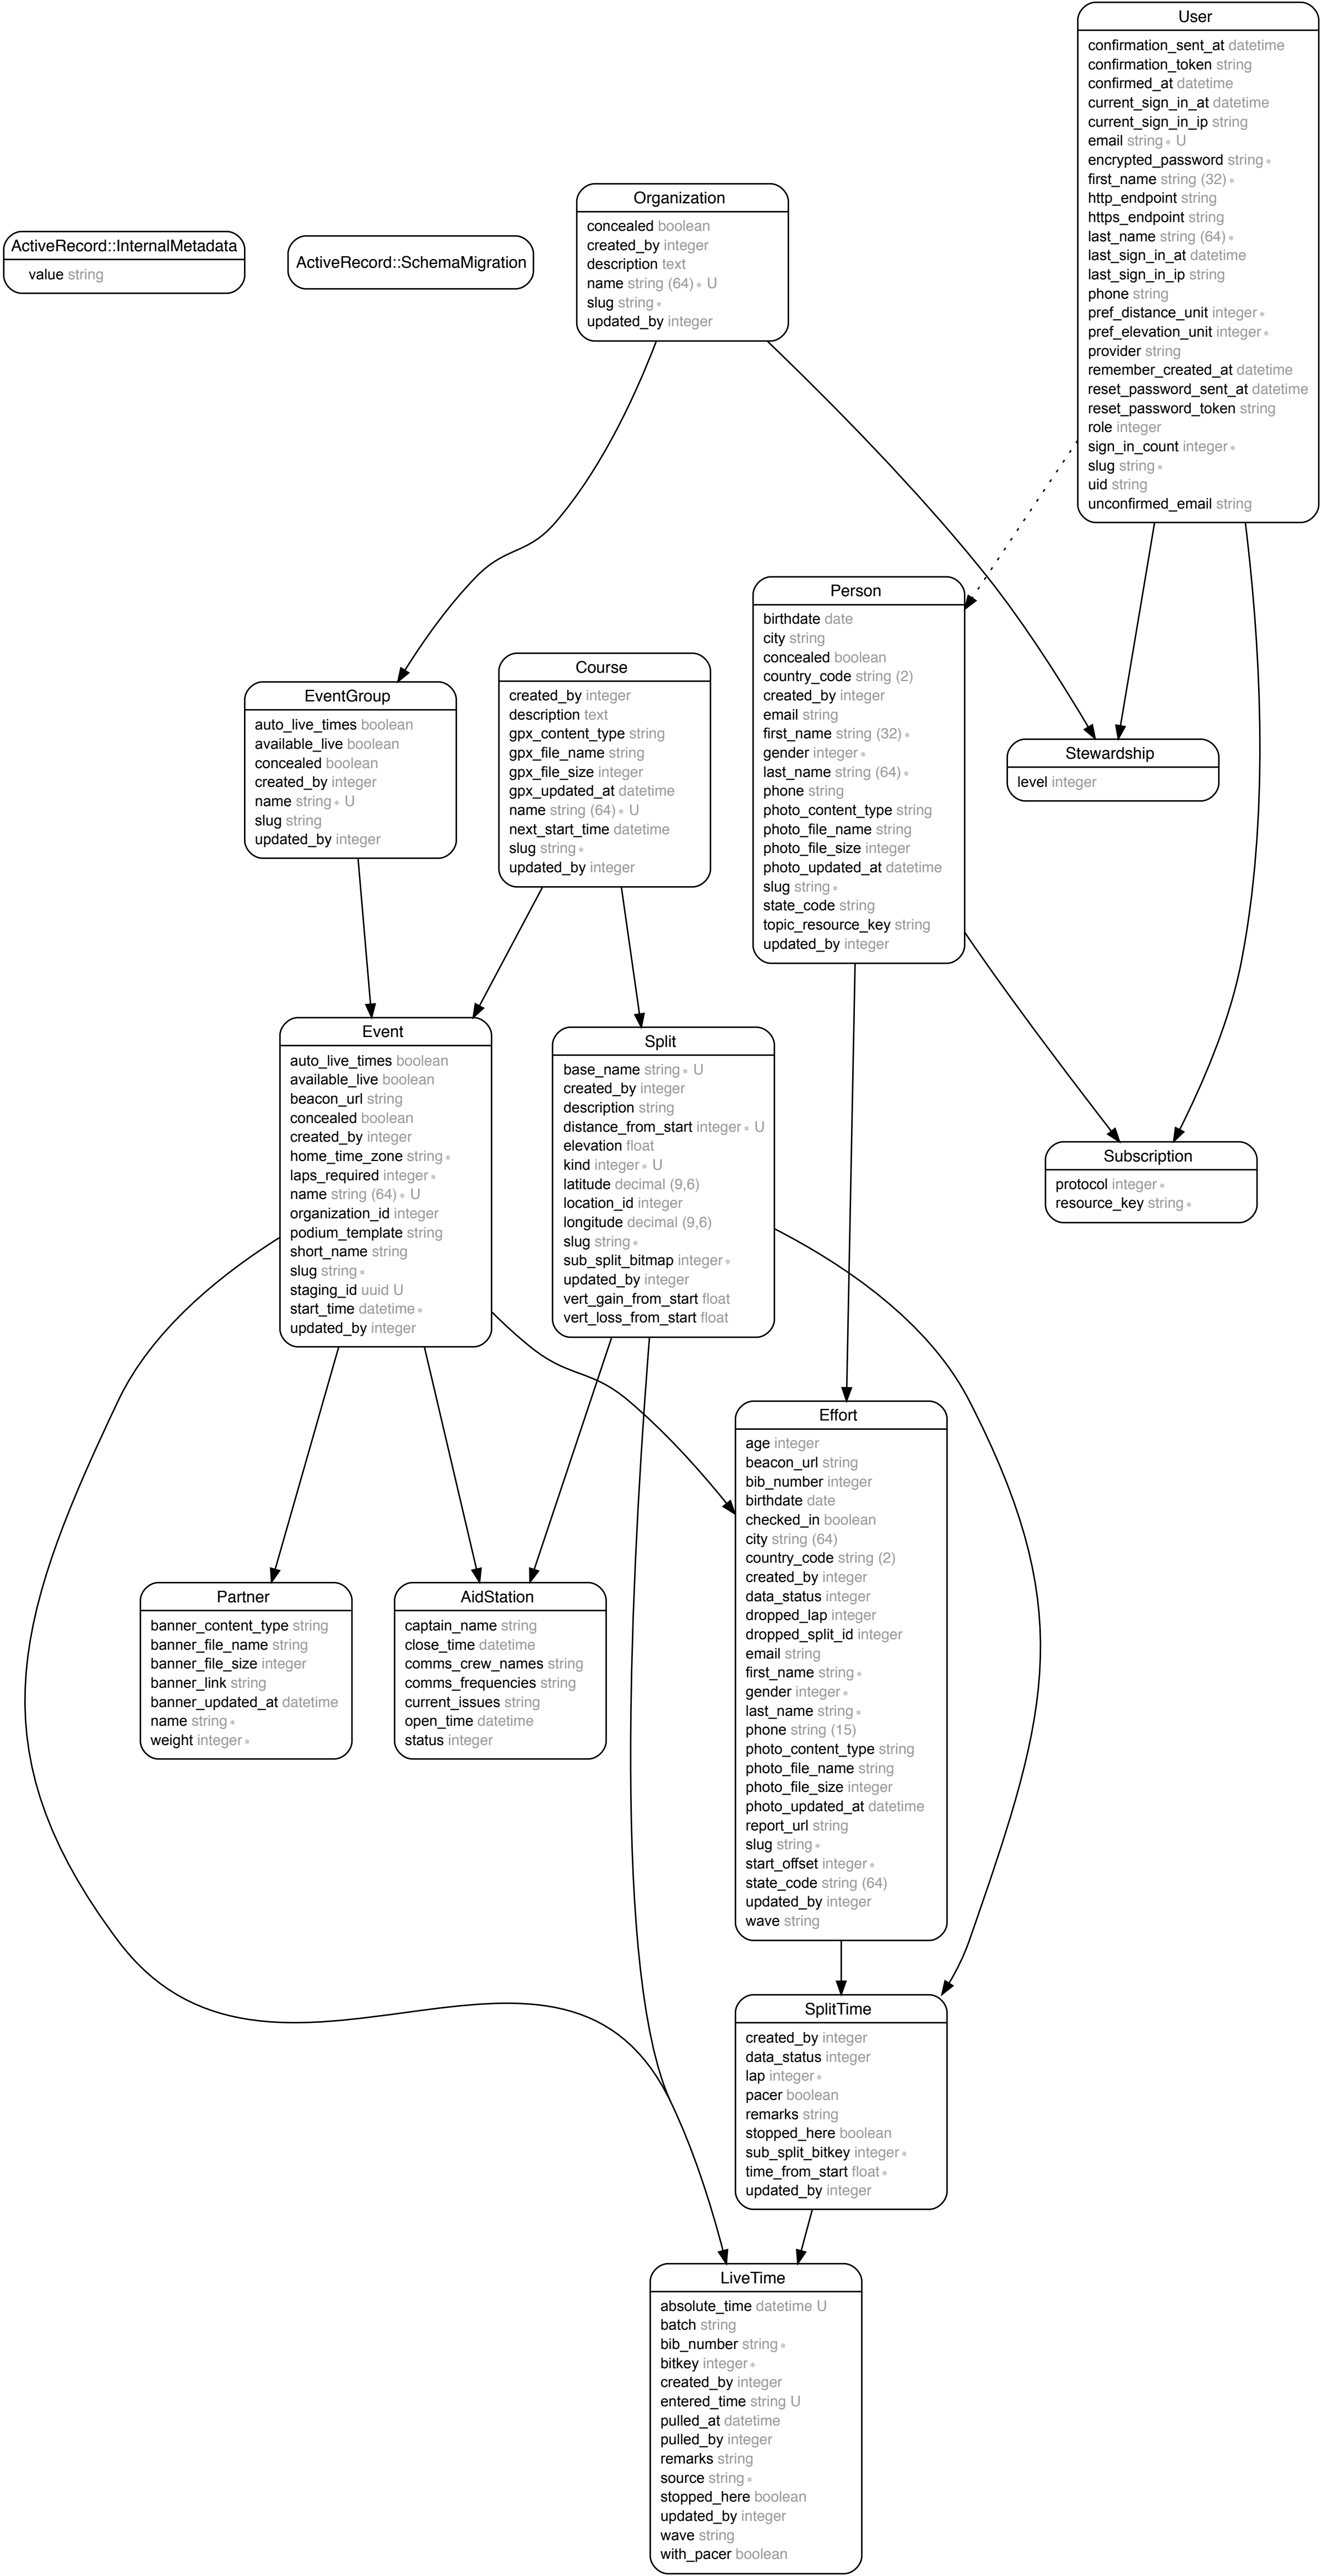 User
confirmation_sent_at datetime
confirmation_token string
confirmed_at datetime
current_sign_in_at datetime
current_sign_in_ip string
email string∗ U
encrypted_password string∗
first_name string (32)∗
http_endpoint string
https_endpoint string
last_name string (64)∗
last_sign_in_at datetime
last_sign_in_ip string
phone string
pref_distance_unit integer∗
pref_elevation_unit integer∗
provider string
remember_created_at datetime
reset_password_sent_at datetime
reset_password_token string
role integer
sign_in_count integer∗
slug string∗
uid string
unconfirmed_email string
Organization
concealed boolean
created_by integer
description text
name string (64)∗ U
slug string∗
updated_by integer
ActiveRecord::InternalMetadata
value string
ActiveRecord::SchemaMigration
Person
birthdate date
city string
concealed boolean
country_code string (2)
created_by integer
email string
first_name string (32)∗
gender integer∗
last_name string (64)∗
phone string
photo_content_type string
photo_file_name string
photo_file_size integer
photo_updated_at datetime
slug string∗
state_code string
topic_resource_key string
updated_by integer
Course
created_by integer
description text
gpx_content_type string
gpx_file_name string
gpx_file_size integer
gpx_updated_at datetime
name string (64)∗ U
next_start_time datetime
slug string∗
updated_by integer
EventGroup
auto_live_times boolean
available_live boolean
concealed boolean
created_by integer
name string∗ U
slug string
updated_by integer
Stewardship
level integer
Event
auto_live_times boolean
available_live boolean
beacon_url string
concealed boolean
created_by integer
home_time_zone string∗
laps_required integer∗
name string (64)∗ U
organization_id integer
podium_template string
short_name string
slug string∗
staging_id uuid U
start_time datetime∗
updated_by integer
Split
base_name string∗ U
created_by integer
description string
distance_from_start integer∗ U
elevation float
kind integer∗ U
latitude decimal (9,6)
location_id integer
longitude decimal (9,6)
slug string∗
sub_split_bitmap integer∗
updated_by integer
vert_gain_from_start float
vert_loss_from_start float
Subscription
protocol integer∗
resource_key string∗
Effort
age integer
beacon_url string
bib_number integer
birthdate date
checked_in boolean
city string (64)
country_code string (2)
created_by integer
data_status integer
dropped_lap integer
dropped_split_id integer
email string
first_name string∗
gender integer∗
last_name string∗
phone string (15)
photo_content_type string
photo_file_name string
photo_file_size integer
photo_updated_at datetime
report_url string
slug string∗
start_offset integer∗
state_code string (64)
updated_by integer
wave string
Partner
banner_content_type string
banner_file_name string
banner_file_size integer
banner_link string
banner_updated_at datetime
name string∗
weight integer∗
AidStation
captain_name string
close_time datetime
comms_crew_names string
comms_frequencies string
current_issues string
open_time datetime
status integer
SplitTime
created_by integer
data_status integer
lap integer∗
pacer boolean
remarks string
stopped_here boolean
sub_split_bitkey integer∗
time_from_start float∗
updated_by integer
LiveTime
absolute_time datetime U
batch string
bib_number string∗
bitkey integer∗
created_by integer
entered_time string U
pulled_at datetime
pulled_by integer
remarks string
source string∗
stopped_here boolean
updated_by integer
wave string
with_pacer boolean